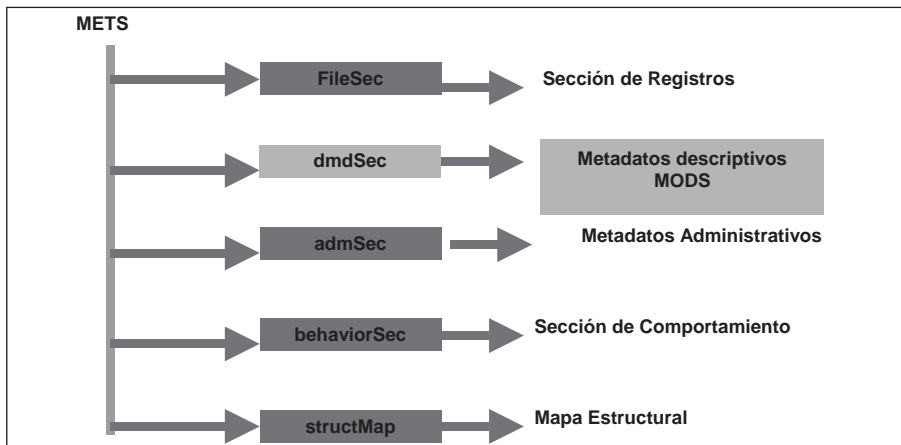 METS
FileSec
Sección de Registros
dmdSec
Metadatos descriptivos
MODS
admSec
Metadatos Administrativos
behaviorSec
Sección de Comportamiento
structMap
Mapa Estructural